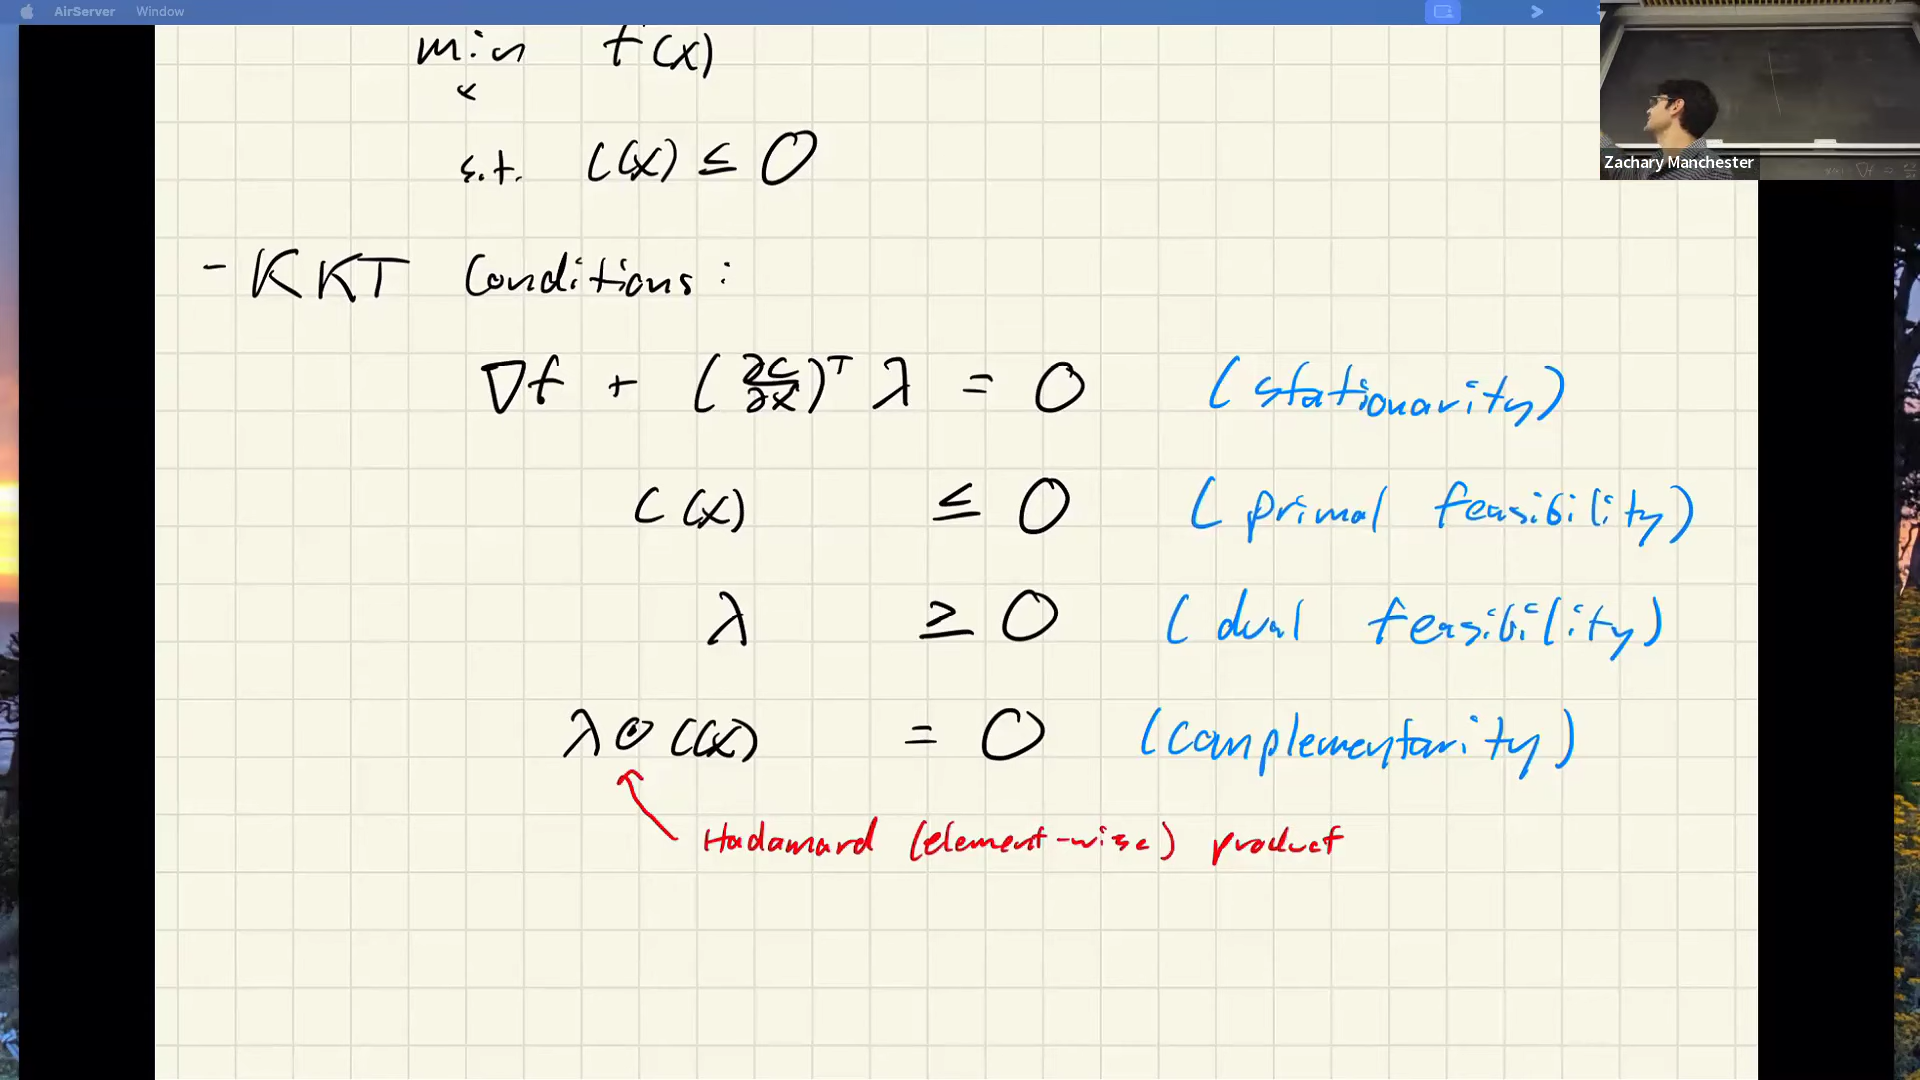 AirServer Window
min f(x)
x
s.t. C(x) ≤ 0
Zachary Manchester
- KKT Conditions:
∇f + (∂C/∂x)ᵀ λ = 0 (stationarity)
C(x) ≤ 0 (primal feasibility)
λ ≥ 0 (dual feasibility)
λ ⊙ C(x) = 0 (complementarity)
Hadamard (element-wise) product